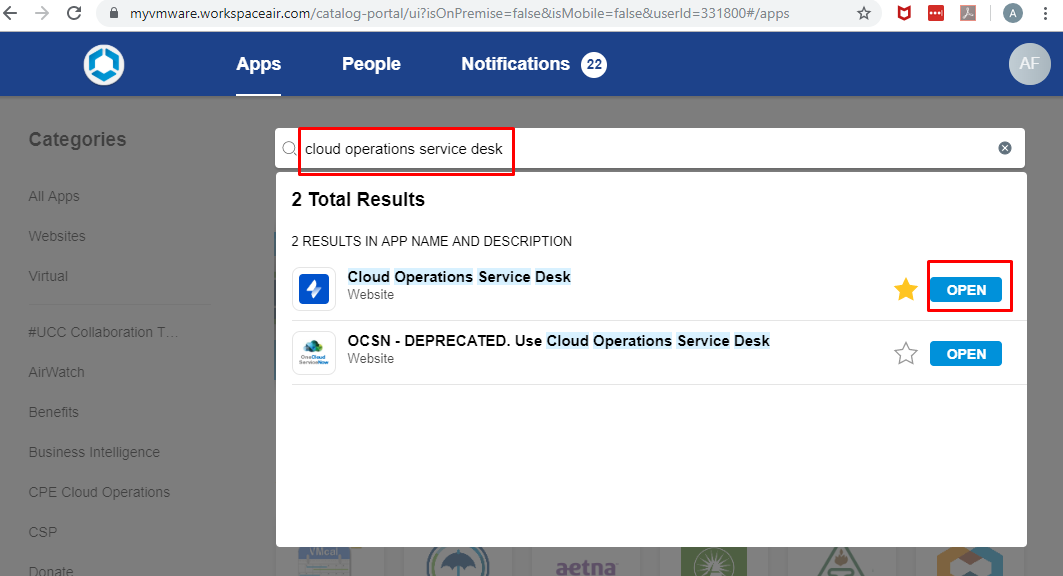 myvmware.workspaceair.com/catalog-portal/ui?isOnPremise=false&isMobile=false&userId=331800#/apps
A
Apps
People
Notifications
22
AF
Categories
cloud operations service desk
All Apps
Websites
Virtual
#UCC Collaboration T...
AirWatch
Benefits
Business Intelligence
CPE Cloud Operations
CSP
Donate
2 Total Results
2 RESULTS IN APP NAME AND DESCRIPTION
Cloud Operations Service Desk
Website
OPEN
OCSN - DEPRECATED. Use Cloud Operations Service Desk
Website
OPEN
OneCloud
ServiceNow
VMcal
aetna